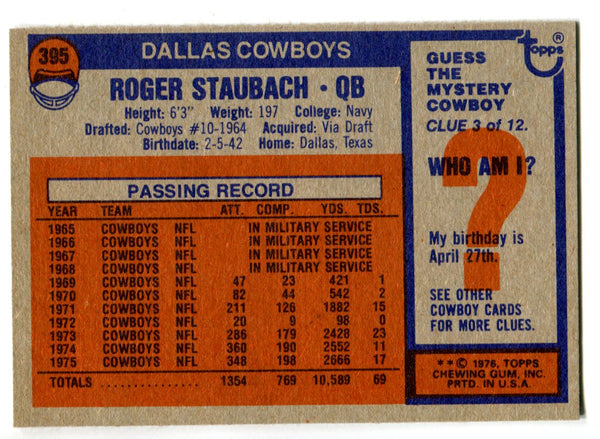 395
DALLAS COWBOYS
ROGER STAUBACH · QB
Height: 6'3" Weight: 197 College: Navy
Drafted: Cowboys #10-1964 Acquired: Via Draft
Birthdate: 2-5-42 Home: Dallas, Texas
PASSING RECORD
YEAR TEAM ATT. COMP. YDS. TDS.
1965 COWBOYS NFL IN MILITARY SERVICE
1966 COWBOYS NFL IN MILITARY SERVICE
1967 COWBOYS NFL IN MILITARY SERVICE
1968 COWBOYS NFL IN MILITARY SERVICE
1969 COWBOYS NFL 47 23 421 1
1970 COWBOYS NFL 82 44 542 2
1971 COWBOYS NFL 211 126 1882 15
1972 COWBOYS NFL 20 9 98 0
1973 COWBOYS NFL 286 179 2428 23
1974 COWBOYS NFL 360 190 2552 11
1975 COWBOYS NFL 348 198 2666 17
TOTALS 1354 769 10,589 69
topps ®
GUESS
THE
MYSTERY
COWBOY
CLUE 3 of 12.
?
WHO AM I?
My birthday is
April 27th.
SEE OTHER
COWBOY CARDS
FOR MORE CLUES.
**© 1976, TOPPS
CHEWING GUM, INC.
PRTD. IN U.S.A.